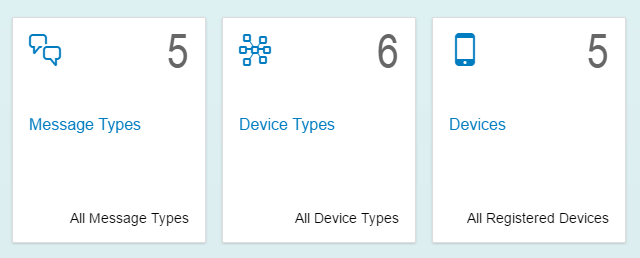 5
Message Types
All Message Types
6
Device Types
All Device Types
5
Devices
All Registered Devices